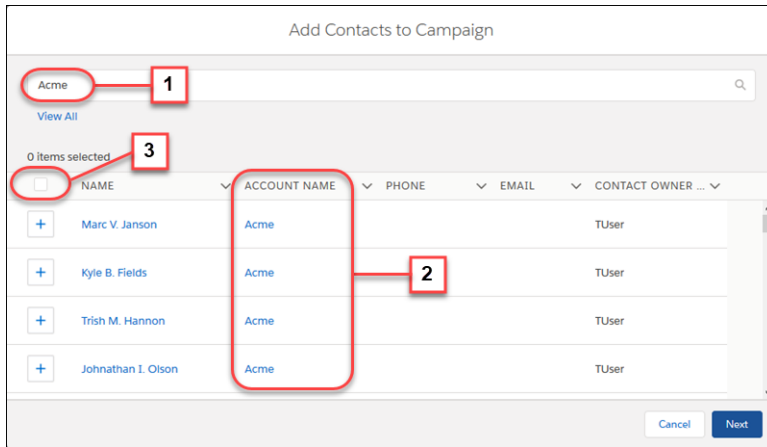 Add Contacts to Campaign
Acme 1
View All
0 items selected 3
NAME ACCOUNT NAME PHONE EMAIL CONTACT OWNER ...
+ Marc V. Janson Acme TUser
+ Kyle B. Fields Acme 2 TUser
+ Trish M. Hannon Acme TUser
+ Johnathan I. Olson Acme TUser
Cancel Next